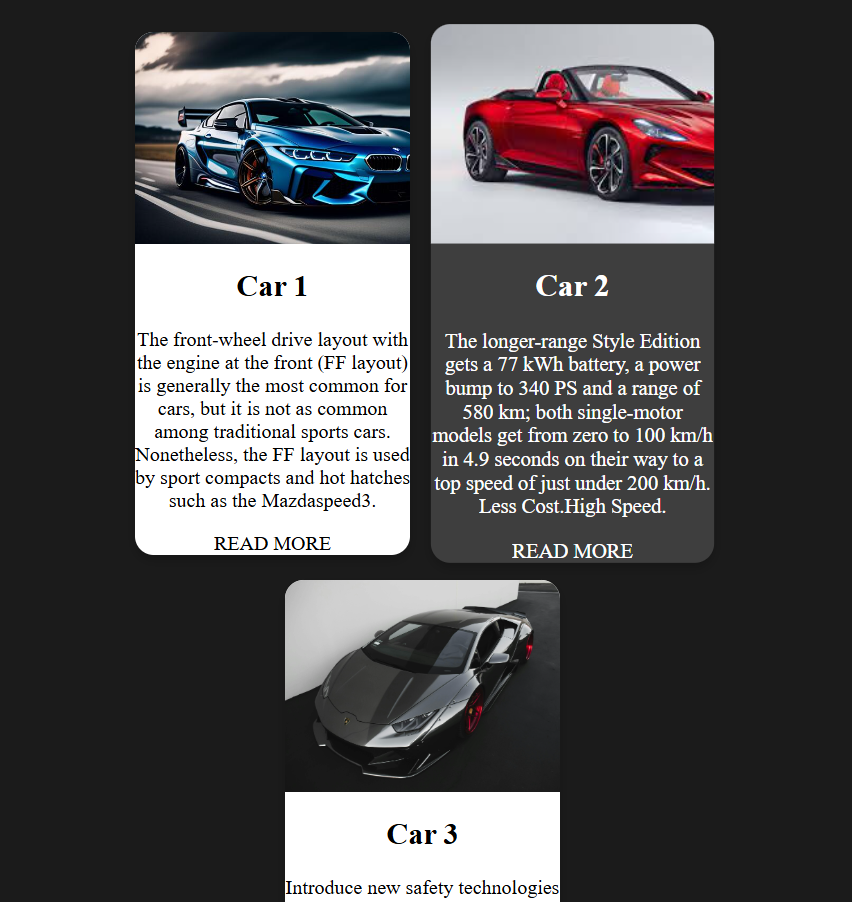 Car 1
The front-wheel drive layout with
the engine at the front (FF layout)
is generally the most common for
cars, but it is not as common
among traditional sports cars.
Nonetheless, the FF layout is used
by sport compacts and hot hatches
such as the Mazdaspeed3.
READ MORE
Car 2
The longer-range Style Edition
gets a 77 kWh battery, a power
bump to 340 PS and a range of
580 km; both single-motor
models get from zero to 100 km/h
in 4.9 seconds on their way to a
top speed of just under 200 km/h.
Less Cost.High Speed.
READ MORE
Car 3
Introduce new safety technologies